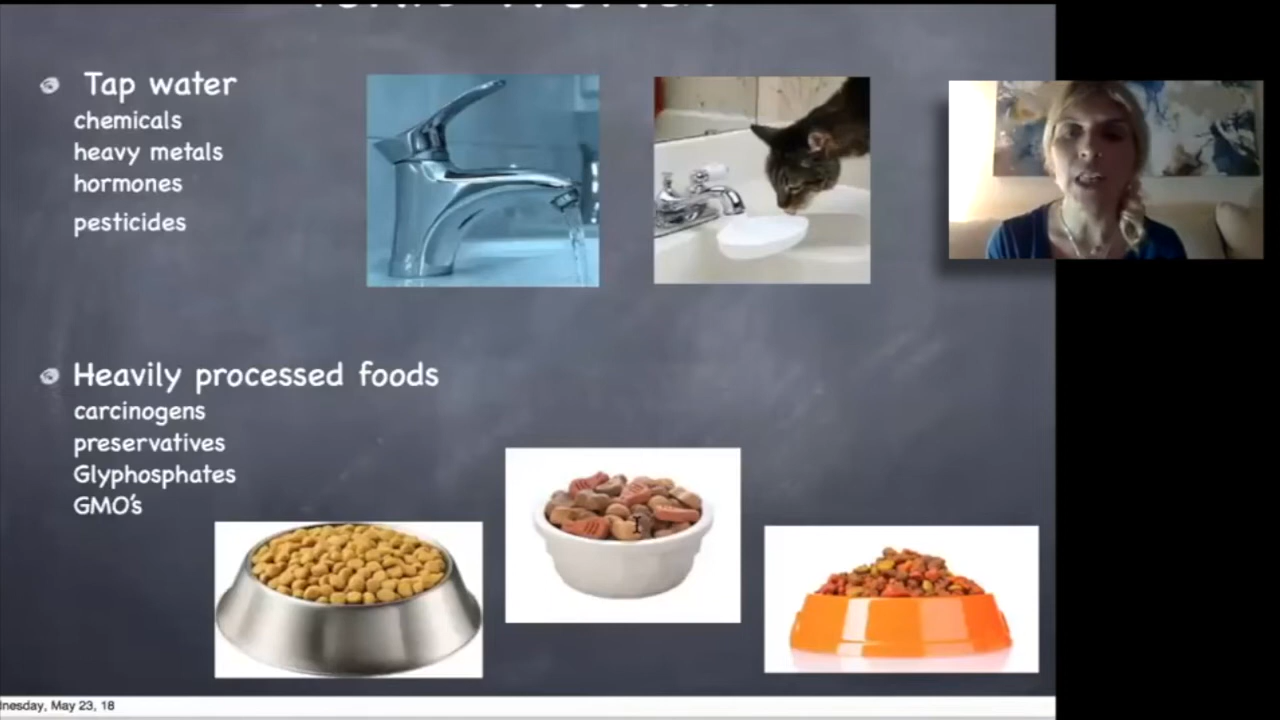 Tap water
chemicals
heavy metals
hormones
pesticides
Heavily processed foods
carcinogens
preservatives
Glyphosphates
GMO's
nesday, May 23, 18